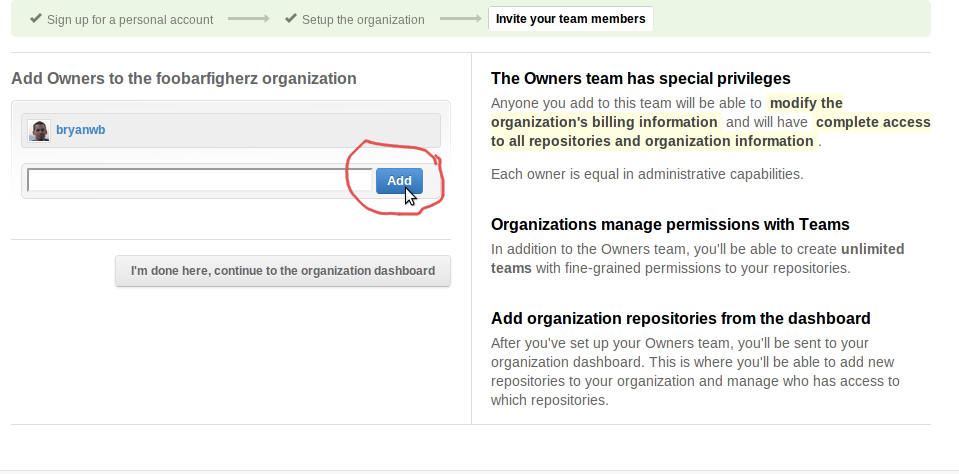 Sign up for a personal account
Setup the organization
Invite your team members
Add Owners to the foobarfigherz organization
bryanwb
Add
I'm done here, continue to the organization dashboard
The Owners team has special privileges
Anyone you add to this team will be able to modify the
organization's billing information and will have complete access
to all repositories and organization information .
Each owner is equal in administrative capabilities.
Organizations manage permissions with Teams
In addition to the Owners team, you'll be able to create unlimited
teams with fine-grained permissions to your repositories.
Add organization repositories from the dashboard
After you've set up your Owners team, you'll be sent to your
organization dashboard. This is where you'll be able to add new
repositories to your organization and manage who has access to
which repositories.